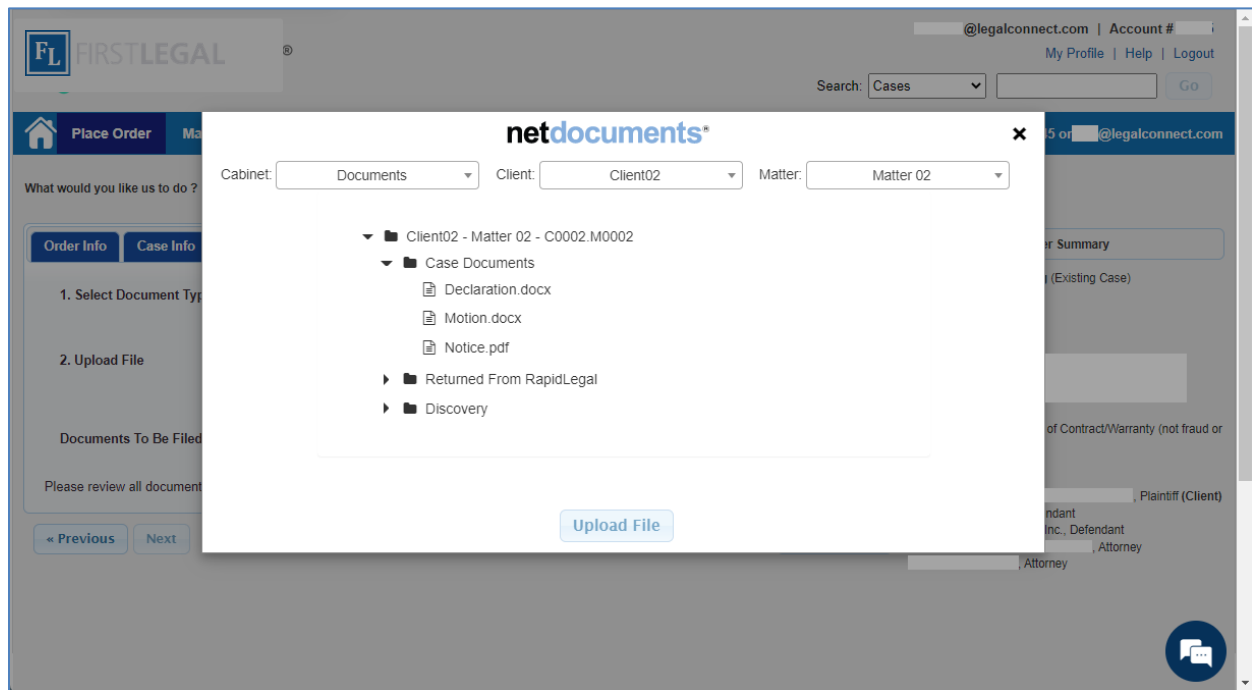 @legalconnect.com | Account #
FL FIRSTLEGAL ®
My Profile | Help | Logout
Search: Cases Go
Place Order
netdocuments®
or @legalconnect.com
Cabinet: Documents Client: Client02 Matter: Matter 02
What would you like us to do ?
Client02 - Matter 02 - C0002.M0002
Order Info Case Info Summary
Case Documents
(Existing Case)
Declaration.docx
1. Select Document
Motion.docx
Notice.pdf
2. Upload File
Returned From RapidLegal
Discovery
of Contract/Warranty (not fraud or
Documents To Be Filed
Please review all document
, Plaintiff (Client)
Upload File
Inc., Defendant
« Previous Next
, Attorney
, Attorney